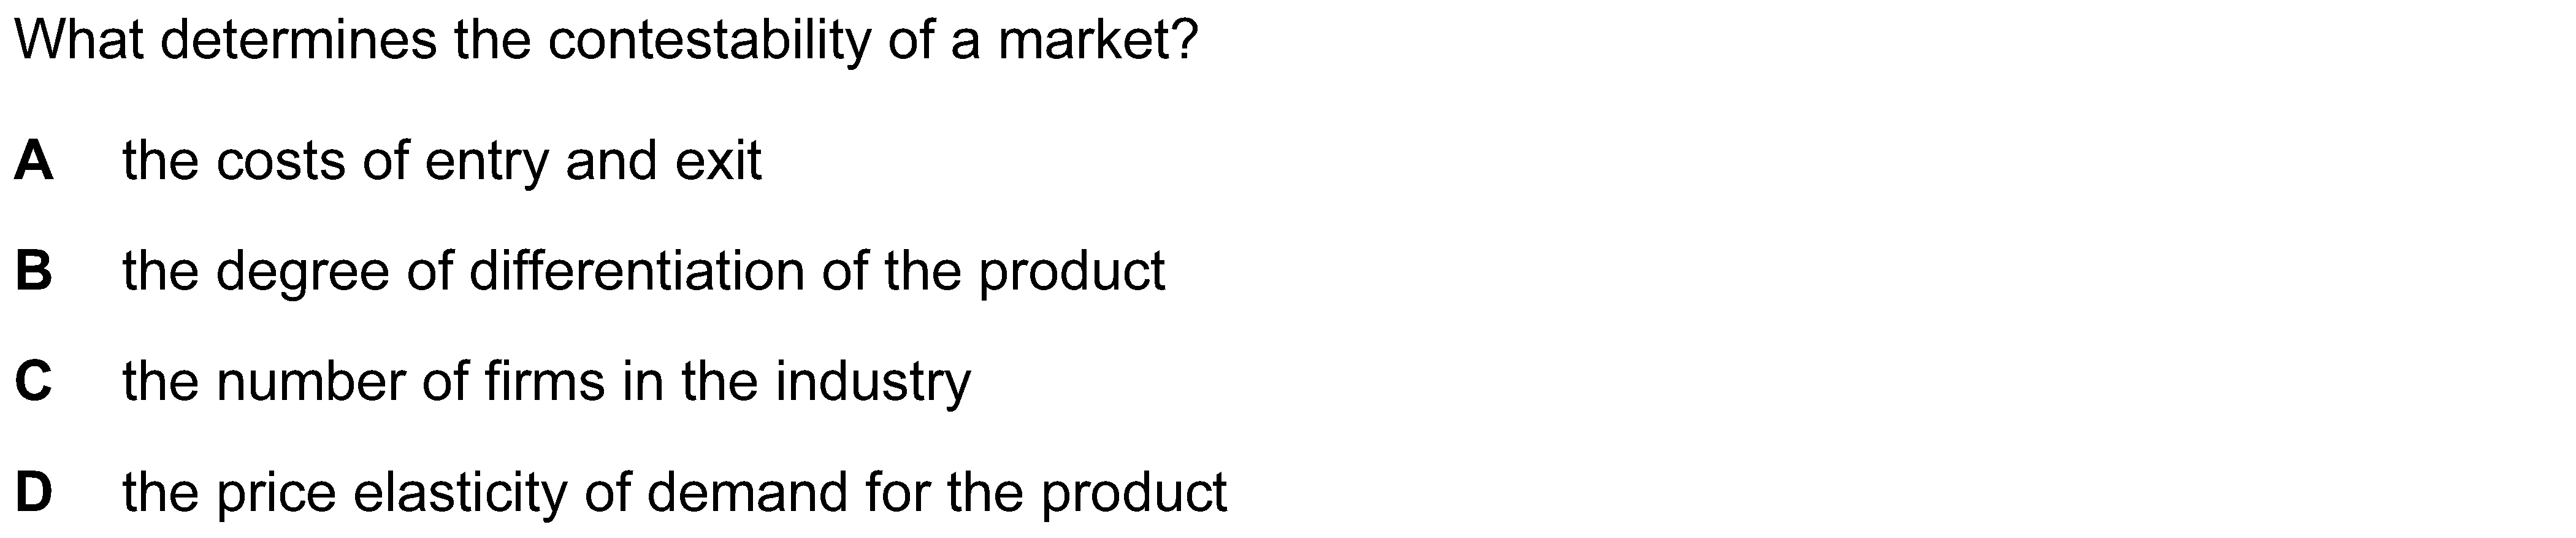 What determines the contestability of a market?
A the costs of entry and exit
B the degree of differentiation of the product
C the number of firms in the industry
D the price elasticity of demand for the product